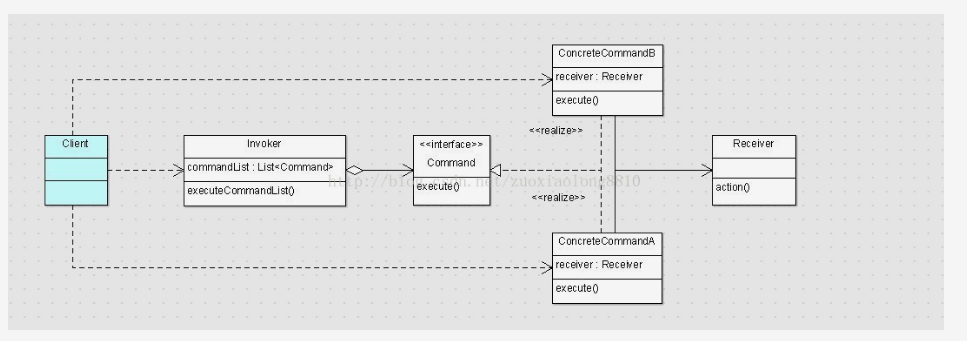 ConcreteCommandB
receiver : Receiver
execute()
<<realize>>
Client
Invoker
commandList : List<Command>
executeCommandList()
<<interface>>
Command
execute()
http://blog.csdn.net/zuoxiaolong8810
Receiver
action()
<<realize>>
ConcreteCommandA
receiver : Receiver
execute()